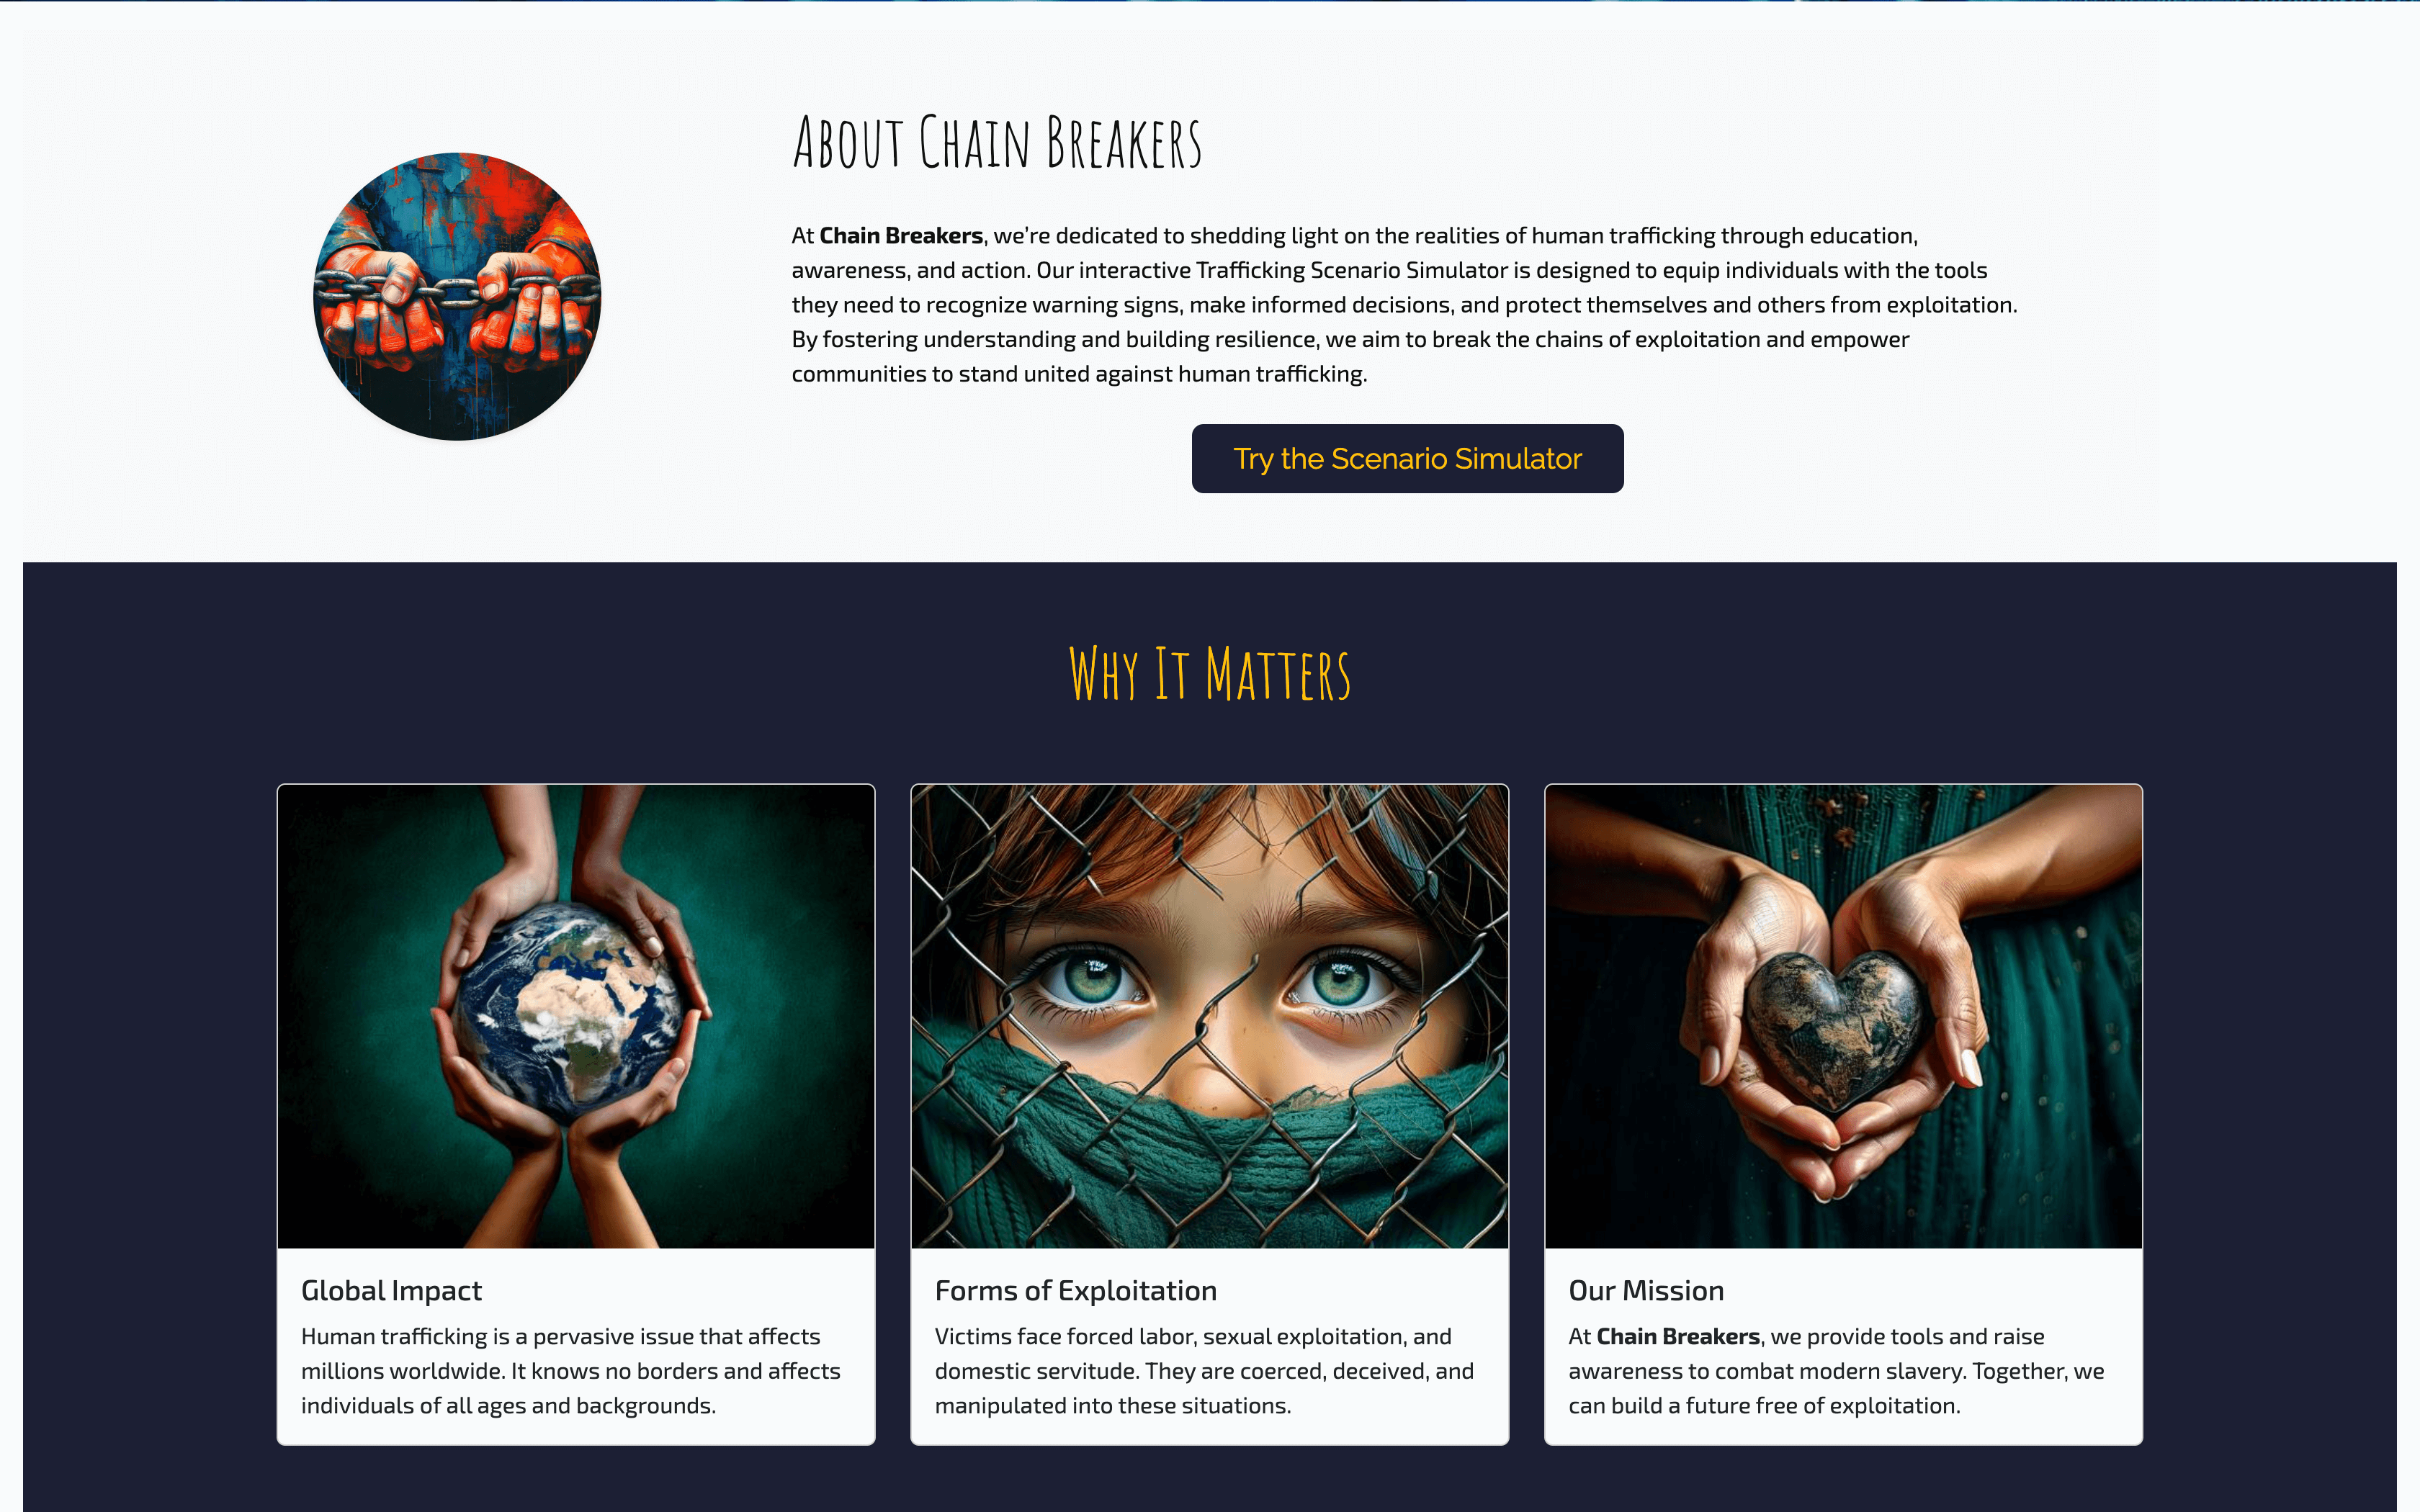 About Chain Breakers
At Chain Breakers, we’re dedicated to shedding light on the realities of human trafficking through education,
awareness, and action. Our interactive Trafficking Scenario Simulator is designed to equip individuals with the tools
they need to recognize warning signs, make informed decisions, and protect themselves and others from exploitation.
By fostering understanding and building resilience, we aim to break the chains of exploitation and empower
communities to stand united against human trafficking.
Try the Scenario Simulator
Why It Matters
Global Impact
Human trafficking is a pervasive issue that affects
millions worldwide. It knows no borders and affects
individuals of all ages and backgrounds.
Forms of Exploitation
Victims face forced labor, sexual exploitation, and
domestic servitude. They are coerced, deceived, and
manipulated into these situations.
Our Mission
At Chain Breakers, we provide tools and raise
awareness to combat modern slavery. Together, we
can build a future free of exploitation.